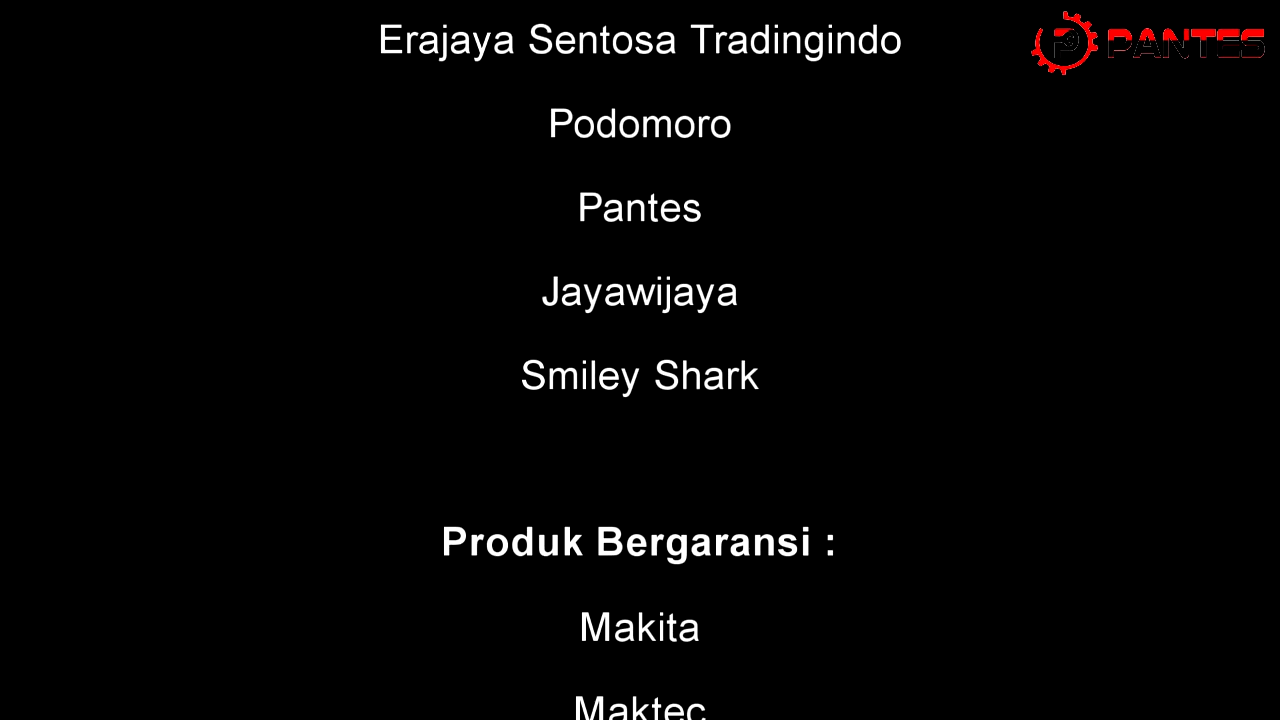 Erajaya Sentosa Tradingindo
PANTES
Podomoro
Pantes
Jayawijaya
Smiley Shark
Produk Bergaransi :
Makita
Maktec